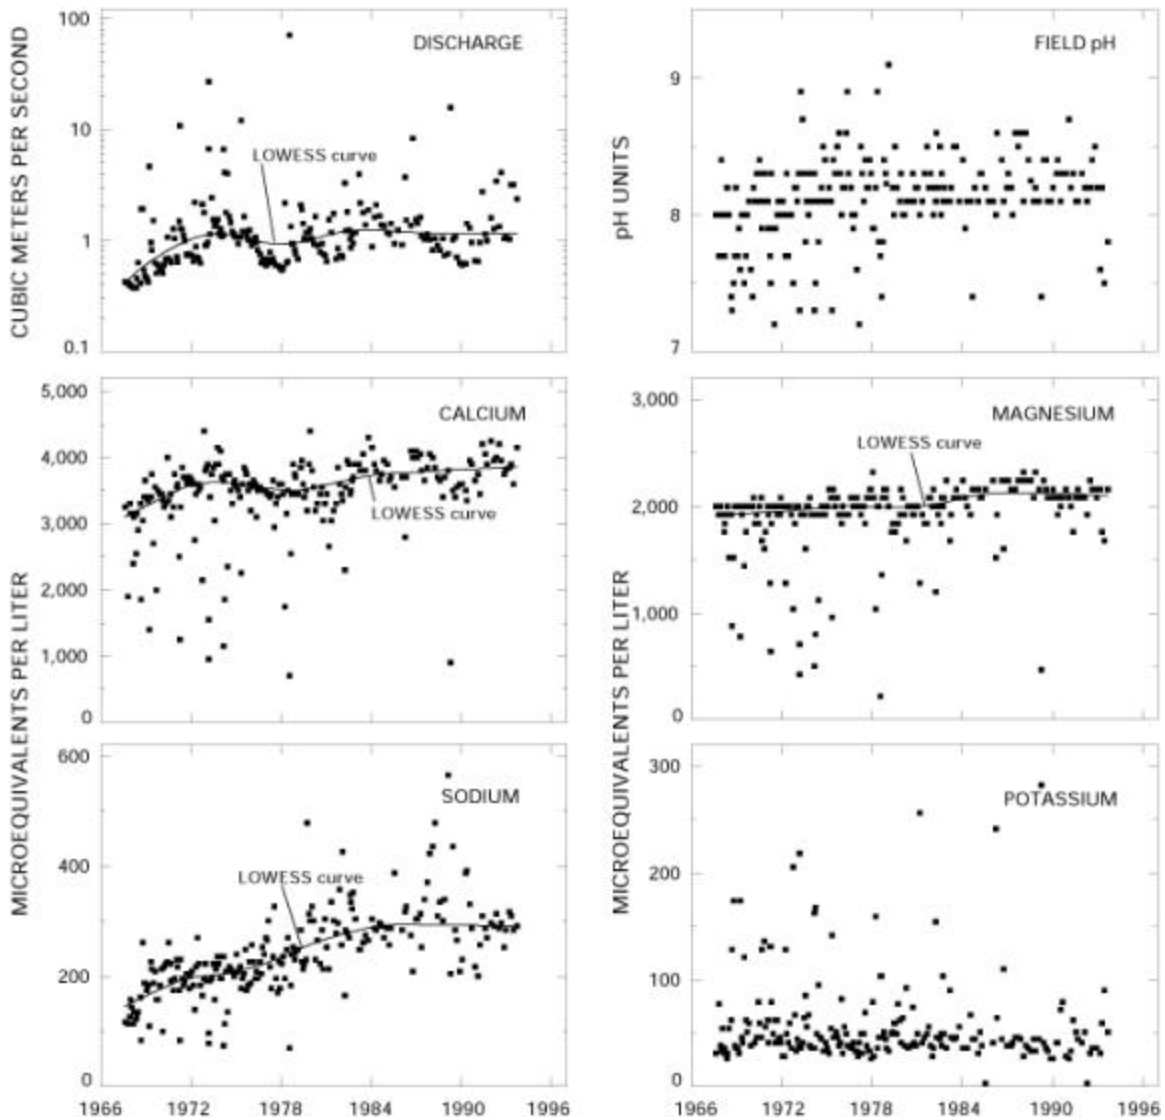 CUBIC METERS PER SECOND
100
10
1
0.1
DISCHARGE
LOWESS curve
pH UNITS
9
8
7
FIELD pH
MICROEQUIVALENTS PER LITER
5,000
4,000
3,000
2,000
1,000
0
CALCIUM
LOWESS curve
MICROEQUIVALENTS PER LITER
3,000
2,000
1,000
0
MAGNESIUM
LOWESS curve
600
400
200
0
SODIUM
LOWESS curve
1966 1972 1978 1984 1990 1996
300
200
100
0
POTASSIUM
1966 1972 1978 1984 1990 1996